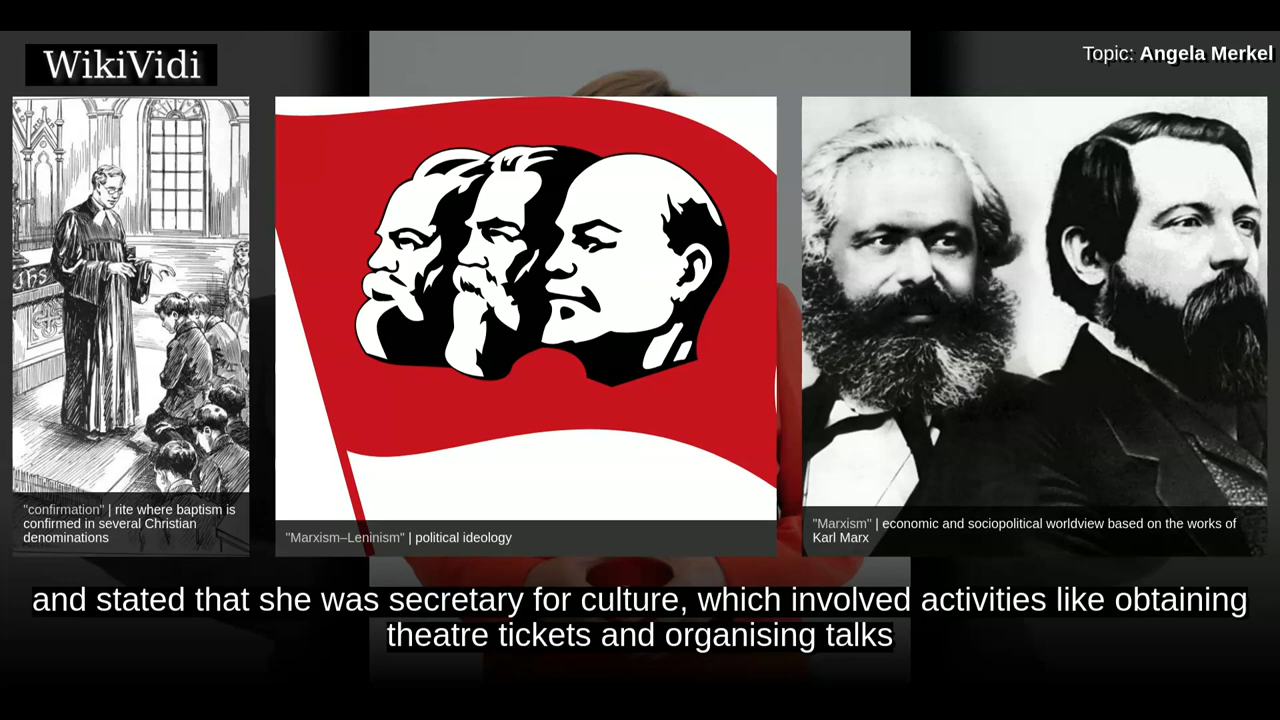 WikiVidi
Topic: Angela Merkel
IHS
"confirmation" | rite where baptism is
confirmed in several Christian
denominations
"Marxism–Leninism" | political ideology
"Marxism" | economic and sociopolitical worldview based on the works of
Karl Marx
and stated that she was secretary for culture, which involved activities like obtaining
theatre tickets and organising talks